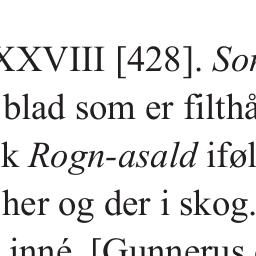 XXVIII [428]. Sor
blad som er filthå
k Rogn-asald iføl
her og der i skog.
inné. [Gunnerus